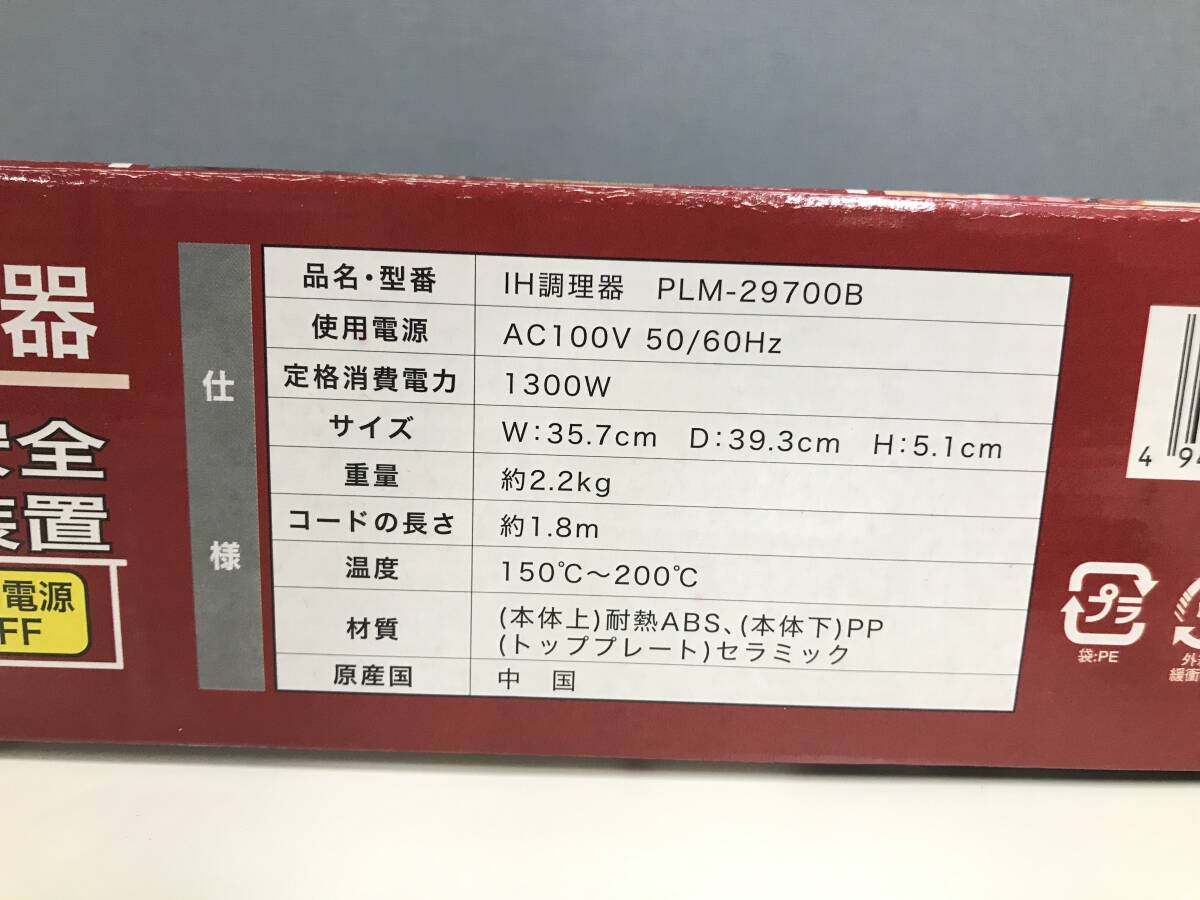 器
安全
装置
電源
FF
仕様
品名・型番 IH調理器 PLM-29700B
使用電源 AC100V 50/60Hz
定格消費電力 1300W
サイズ W:35.7cm D:39.3cm H:5.1cm
重量 約2.2kg
コードの長さ 約1.8m
温度 150℃〜200℃
材質 (本体上)耐熱ABS、(本体下)PP
(トッププレート)セラミック
原産国 中 国
4 94
プラ
袋:PE
緩衝